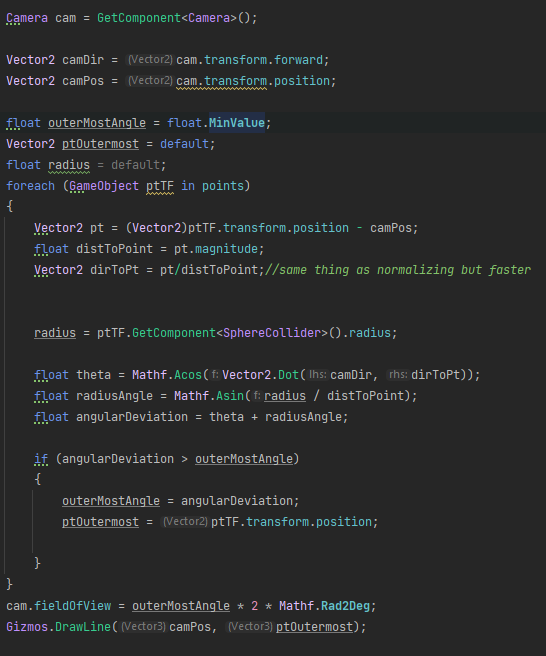 Camera cam = GetComponent<Camera>();
Vector2 camDir = (Vector2) cam.transform.forward;
Vector2 camPos = (Vector2) cam.transform.position;
float outerMostAngle = float.MinValue;
Vector2 ptOutermost = default;
float radius = default;
foreach (GameObject ptTF in points)
{
Vector2 pt = (Vector2)ptTF.transform.position - camPos;
float distToPoint = pt.magnitude;
Vector2 dirToPt = pt/distToPoint;//same thing as normalizing but faster
radius = ptTF.GetComponent<SphereCollider>().radius;
float theta = Mathf.Acos(f: Vector2.Dot(lhs: camDir, rhs: dirToPt));
float radiusAngle = Mathf.Asin(f: radius / distToPoint);
float angularDeviation = theta + radiusAngle;
if (angularDeviation > outerMostAngle)
{
outerMostAngle = angularDeviation;
ptOutermost = (Vector2) ptTF.transform.position;
}
}
cam.fieldOfView = outerMostAngle * 2 * Mathf.Rad2Deg;
Gizmos.DrawLine((Vector3) camPos, (Vector3) ptOutermost);